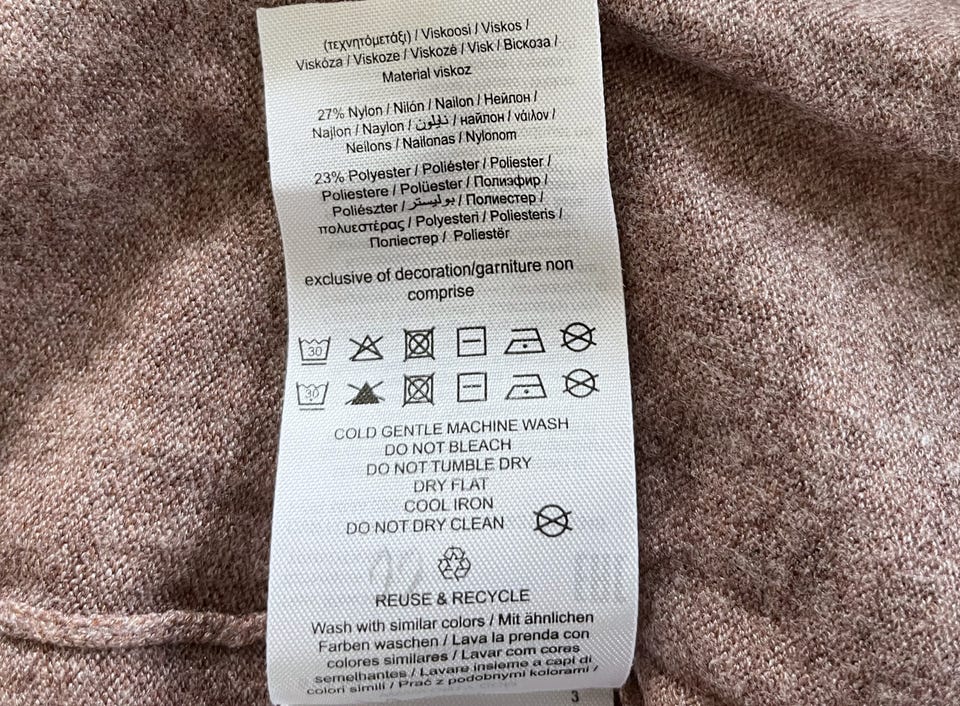 (τεχνητόμετάξι) / Viskoosi / Viskos /
Viskóza / Viskoze / Viskozė / Visk / Віскоза /
Material viskoz
27% Nylon / Nilón / Nailon / Нейлон /
Najlon / Naylon / نايلون / найлон / νάιλον /
Neilons / Nailonas / Nylonom
23% Polyester / Poliéster / Poliester /
Poliestere / Polüester / Полиэфир /
Poliészter / بوليستر / Полиестер /
πολυεστέρας / Polyesteri / Poliesteris /
Поліестер / Poliestër
exclusive of decoration/garniture non
comprise
30
30
COLD GENTLE MACHINE WASH
DO NOT BLEACH
DO NOT TUMBLE DRY
DRY FLAT
COOL IRON
DO NOT DRY CLEAN
REUSE & RECYCLE
Wash with similar colors / Mit ähnlichen
Farben waschen / Lava la prenda con
colores similares / Lavar com cores
semelhantes / Lavare insieme a capi di
colori simili / Prać z podobnymi kolorami /
3